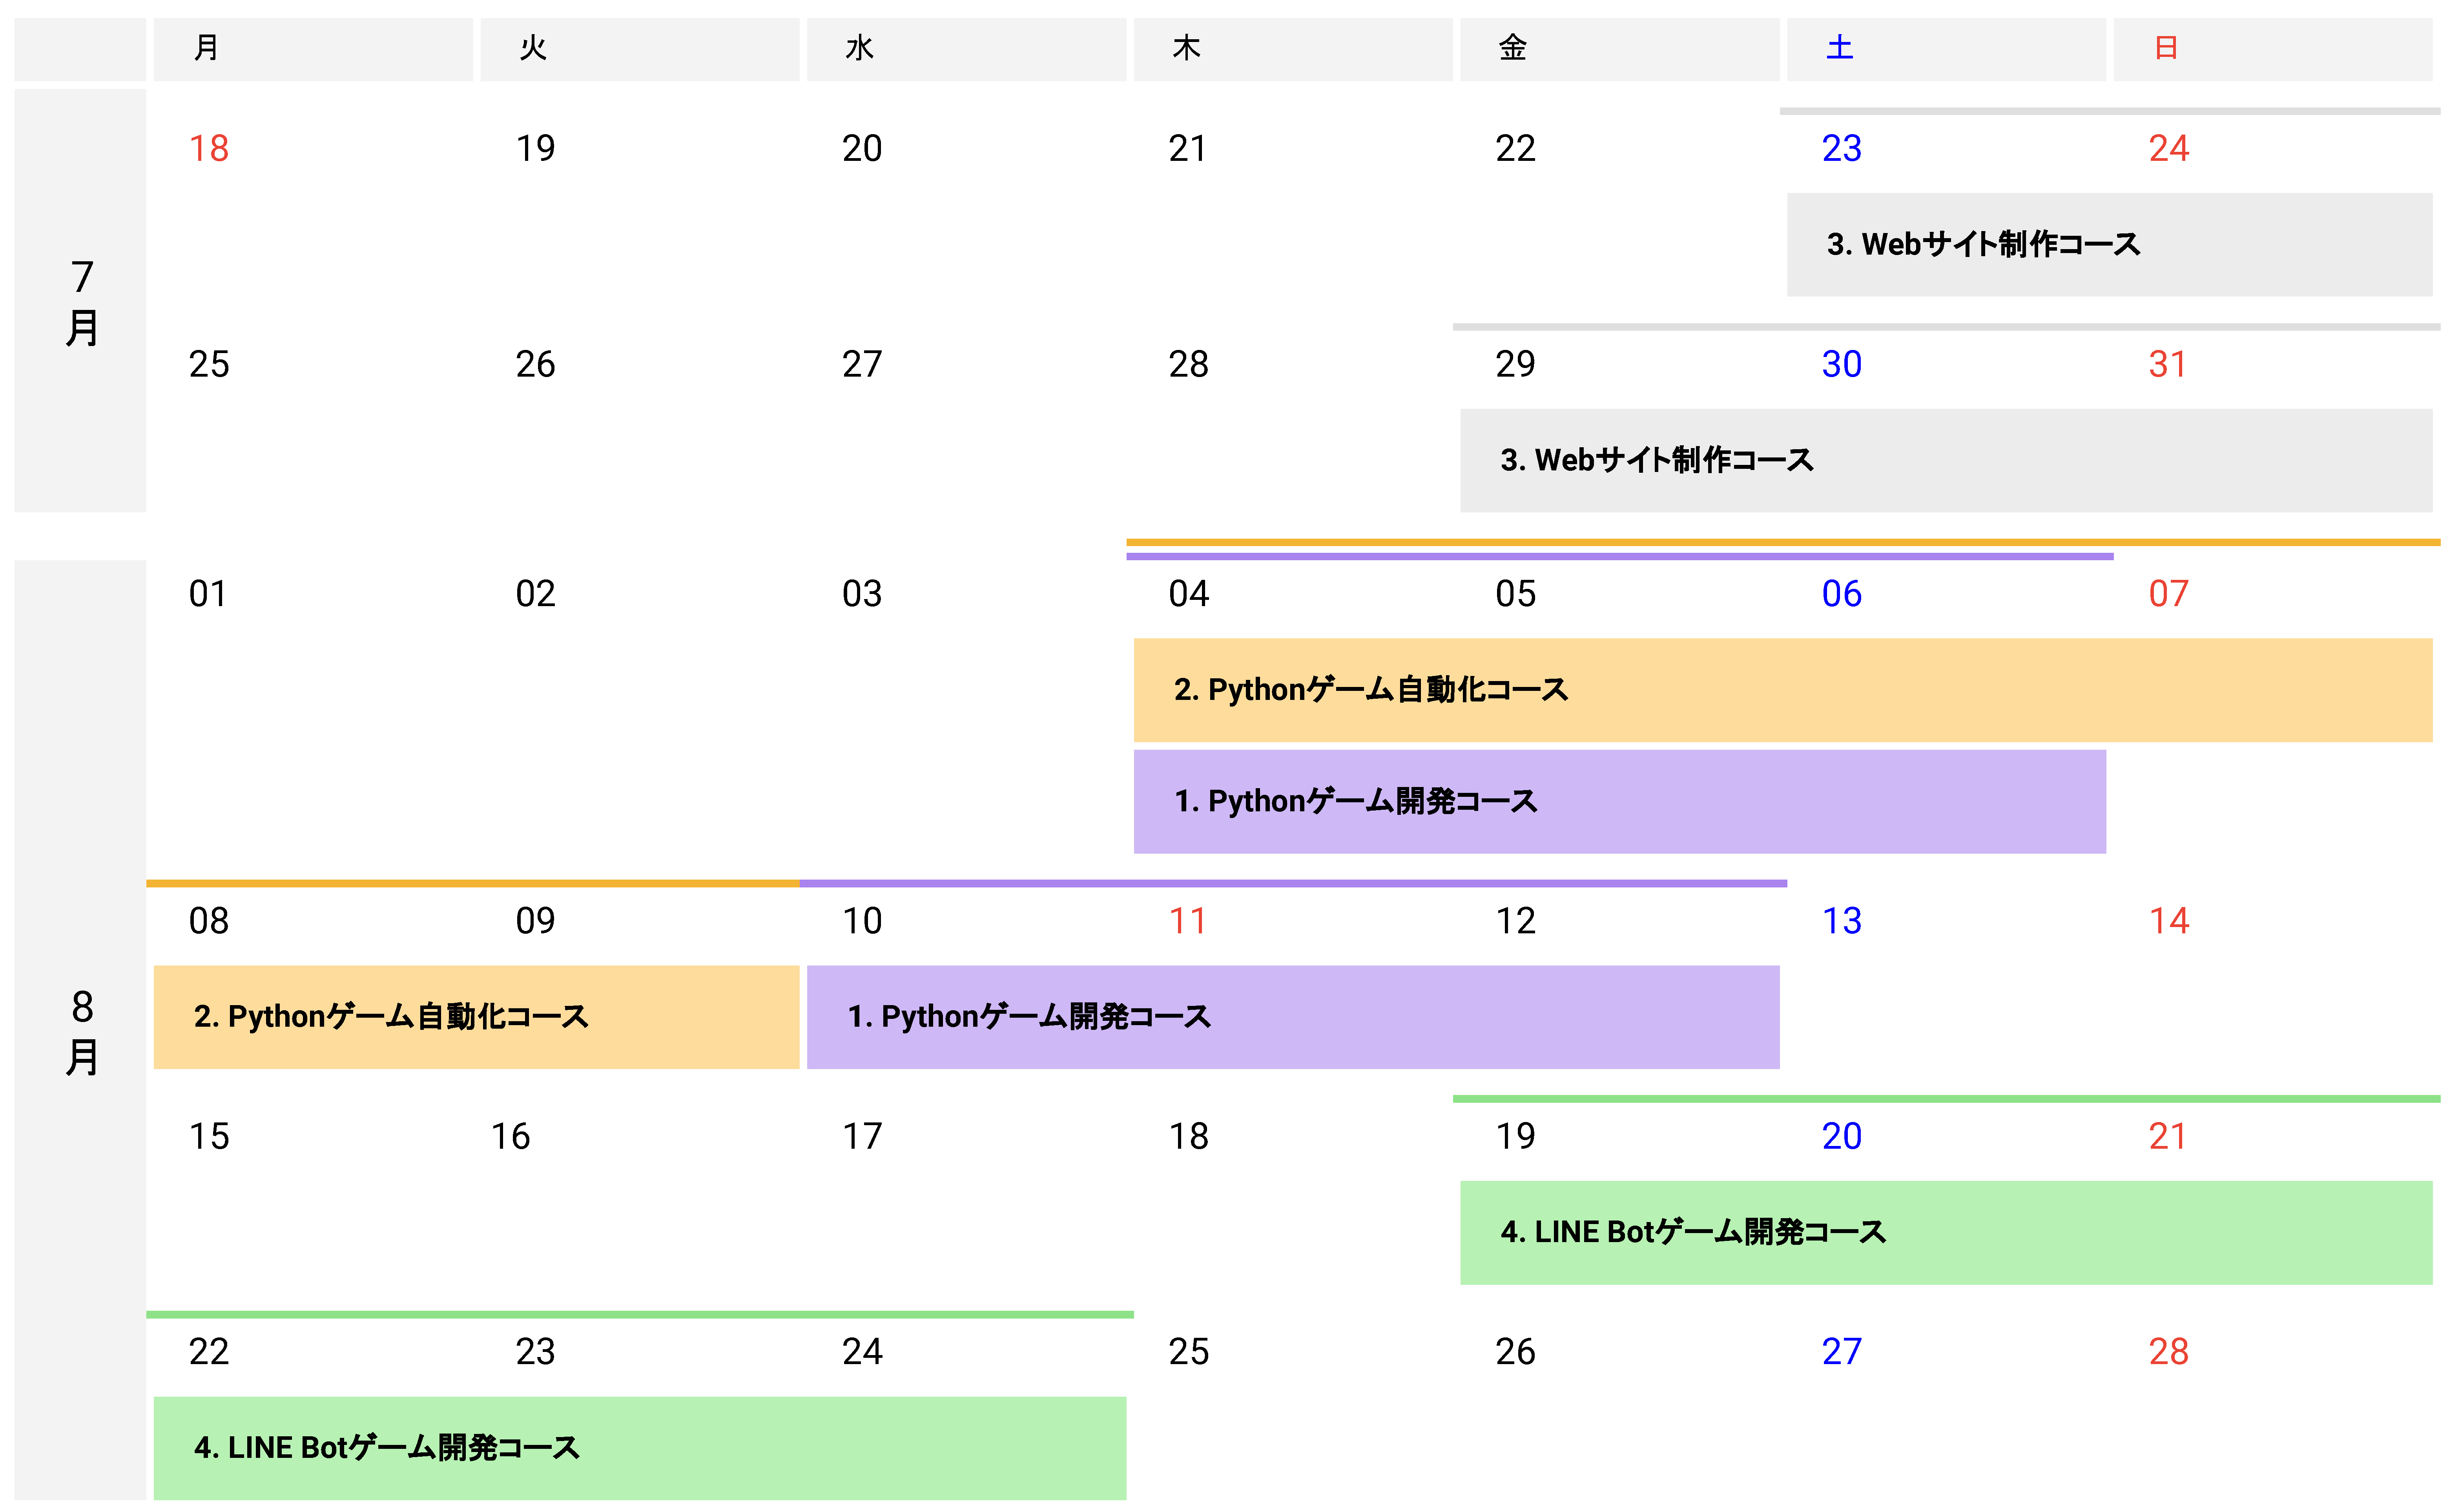 月 火 水 木 金 土 日
7
月
18 19 20 21 22 23 24
3. Webサイト制作コース
25 26 27 28 29 30 31
3. Webサイト制作コース
8
月
01 02 03 04 05 06 07
2. Pythonゲーム自動化コース
1. Pythonゲーム開発コース
08 09 10 11 12 13 14
2. Pythonゲーム自動化コース 1. Pythonゲーム開発コース
15 16 17 18 19 20 21
4. LINE Botゲーム開発コース
22 23 24 25 26 27 28
4. LINE Botゲーム開発コース